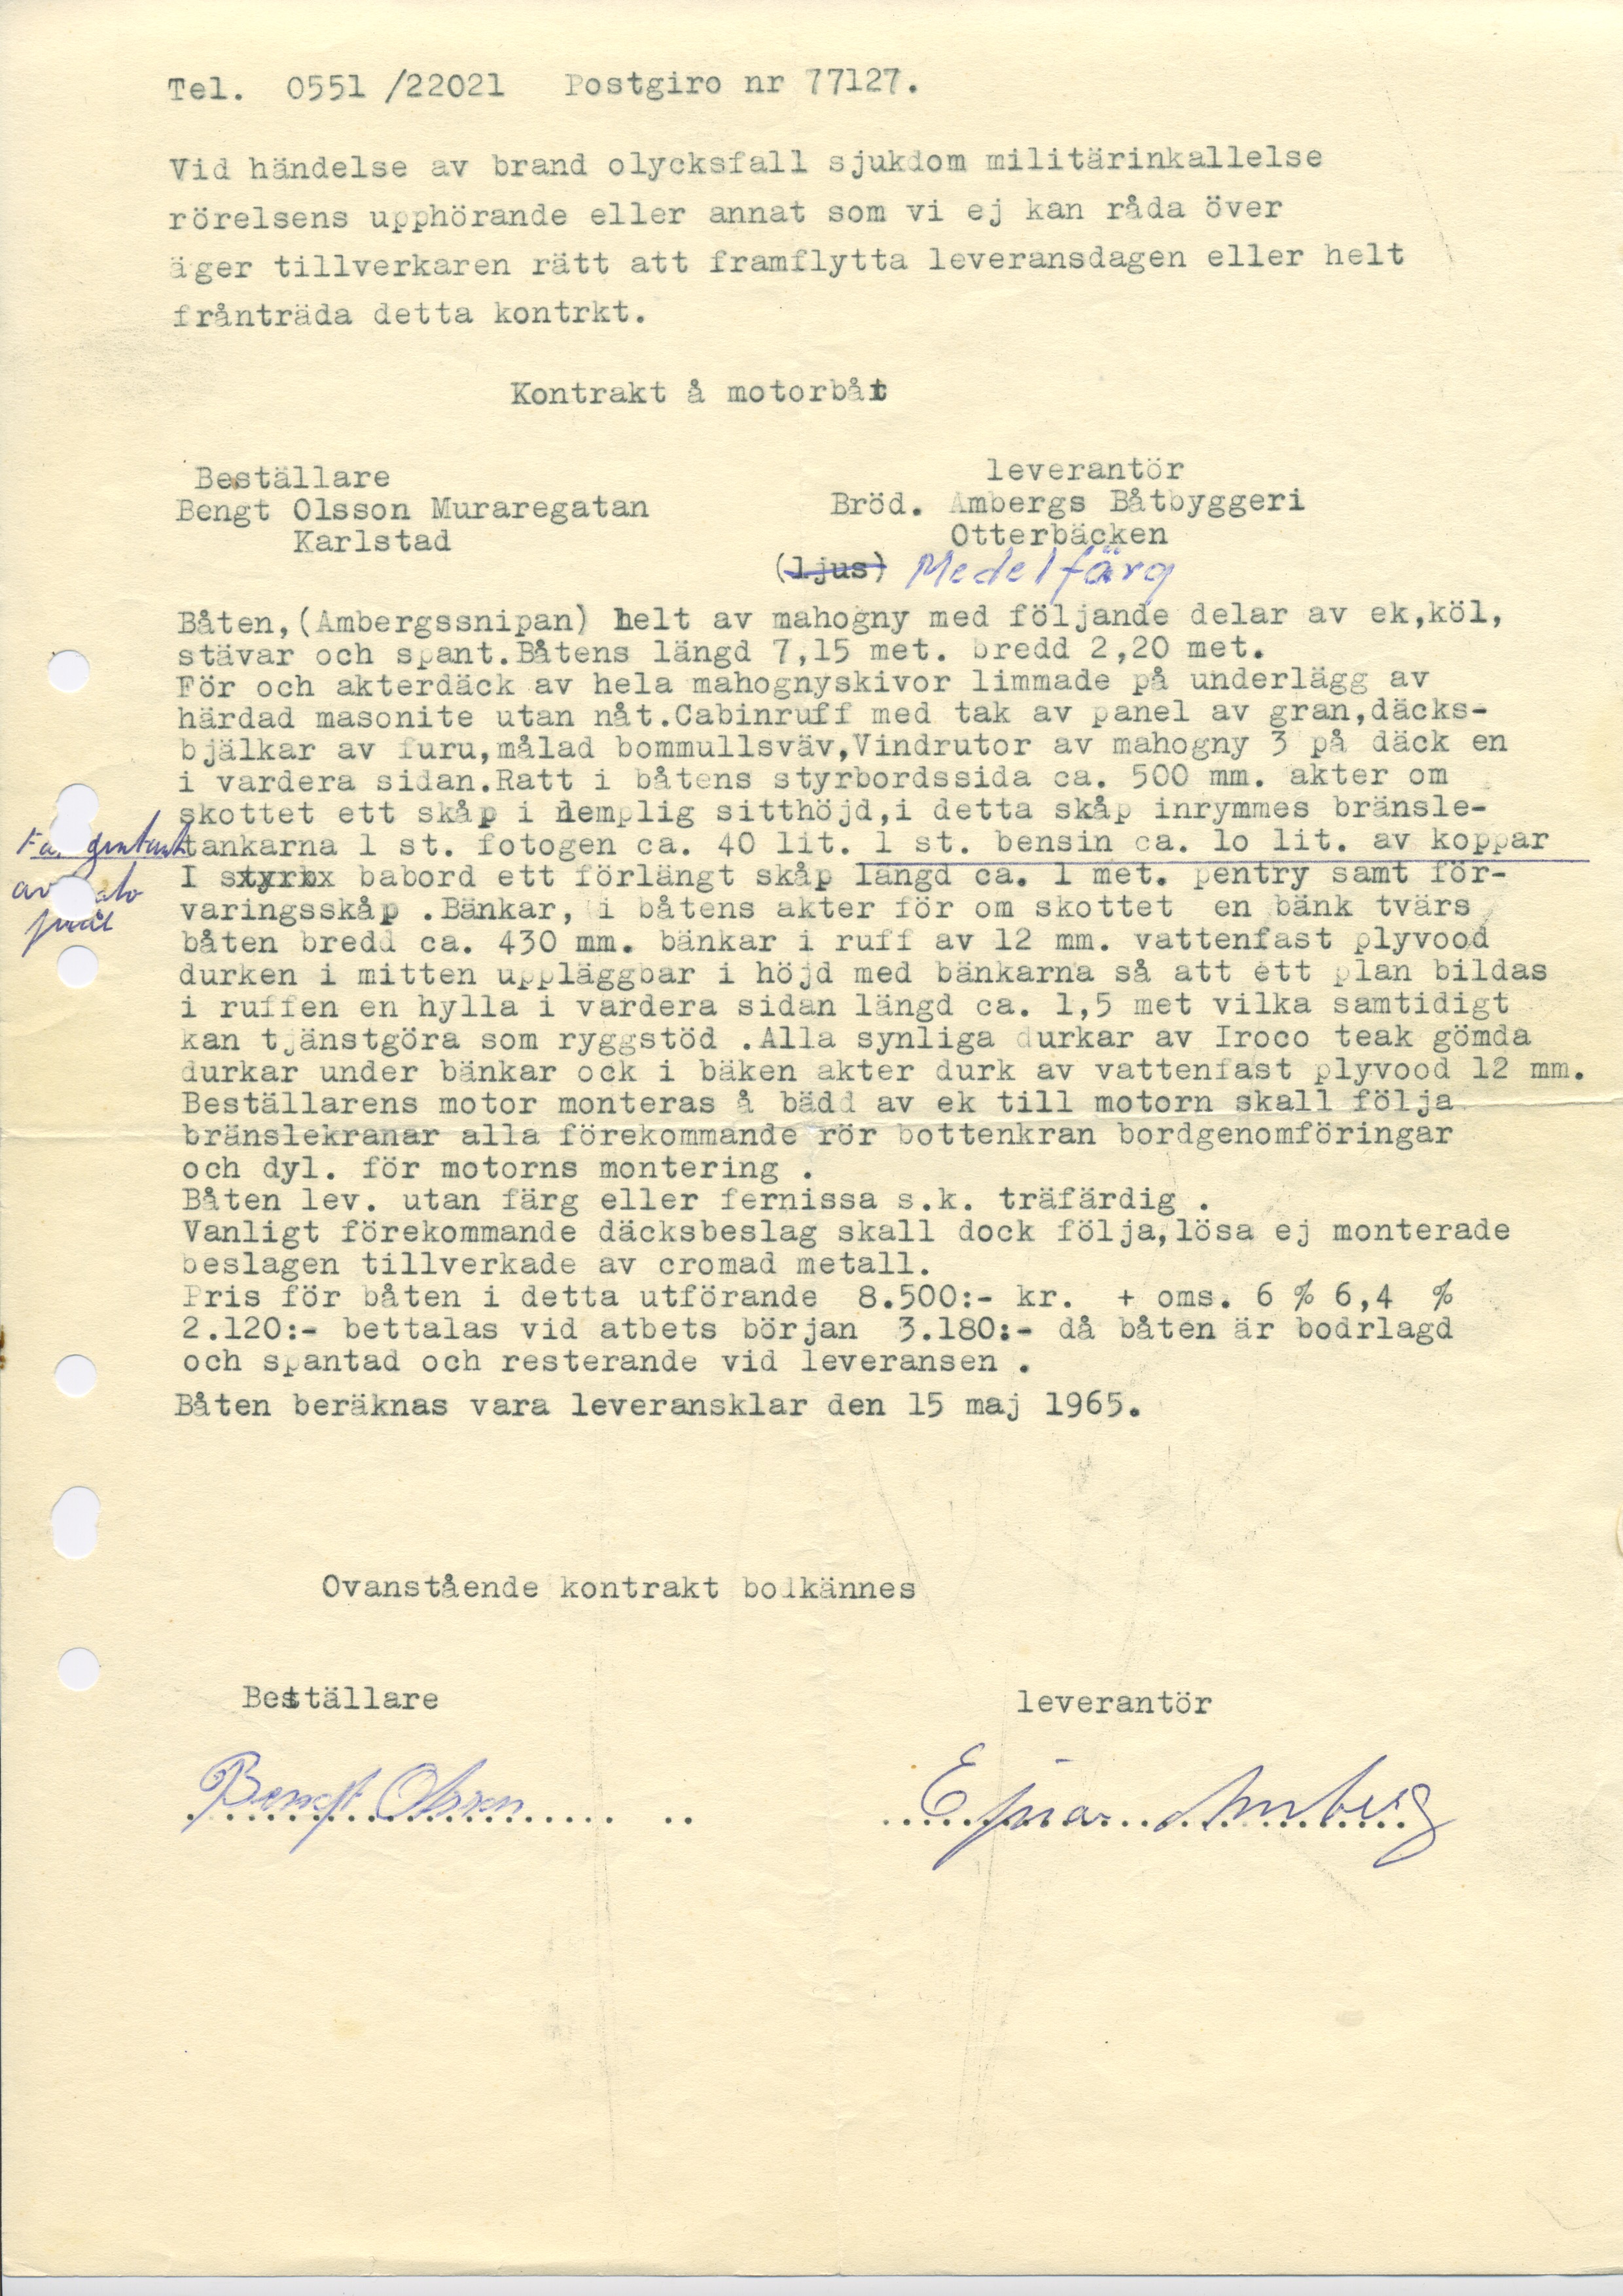 Tel. 0551 /22021 Postgiro nr 77127.
Vid händelse av brand olycksfall sjukdom militärinkallelse
rörelsens upphörande eller annat som vi ej kan råda över
äger tillverkaren rätt att framflytta leveransdagen eller helt
frånträda detta kontrkt.
Kontrakt å motorbåt
Beställare
Bengt Olsson Muraregatan
Karlstad
leverantör
Bröd. Ambergs Båtbyggeri
Otterbäcken
(ljus) Medelfärg
Båten,(Ambergssnipan) helt av mahogny med följande delar av ek,köl,
stävar och spant.Båtens längd 7,15 met. bredd 2,20 met.
För och akterdäck av hela mahognyskivor limmade på underlägg av
härdad masonite utan nåt.Cabinruff med tak av panel av gran,däcks-
bjälkar av furu,målad bommullsväv,Vindrutor av mahogny 3 på däck en
i vardera sidan.Ratt i båtens styrbordssida ca. 500 mm. akter om
skottet ett skåp i lemplig sitthöjd,i detta skåp inrymmes bränsle-
tankarna 1 st. fotogen ca. 40 lit. 1 st. bensin ca. lo lit. av koppar
I styrbx babord ett förlängt skåp längd ca. 1 met. pentry samt för-
varingsskåp .Bänkar, i båtens akter för om skottet en bänk tvärs
båten bredd ca. 430 mm. bänkar i ruff av 12 mm. vattenfast plyvood
durken i mitten uppläggbar i höjd med bänkarna så att ett plan bildas
i ruffen en hylla i vardera sidan längd ca. 1,5 met vilka samtidigt
kan tjänstgöra som ryggstöd .Alla synliga durkar av Iroco teak gömda
durkar under bänkar ock i bäken akter durk av vattenfast plyvood 12 mm.
Beställarens motor monteras å bädd av ek till motorn skall följa
bränslekranar alla förekommande rör bottenkran bordgenomföringar
och dyl. för motorns montering .
Båten lev. utan färg eller fernissa s.k. träfärdig .
Vanligt förekommande däcksbeslag skall dock följa,lösa ej monterade
beslagen tillverkade av cromad metall.
Pris för båten i detta utförande 8.500:- kr. + oms. 6 % 6,4 %
2.120:- bettalas vid atbets början 3.180:- då båten är bodrlagd
och spantad och resterande vid leveransen .
Båten beräknas vara leveransklar den 15 maj 1965.
Ovanstående kontrakt bolkännes
Beställare
leverantör
Bengt Olsson
Ejnar Amberg